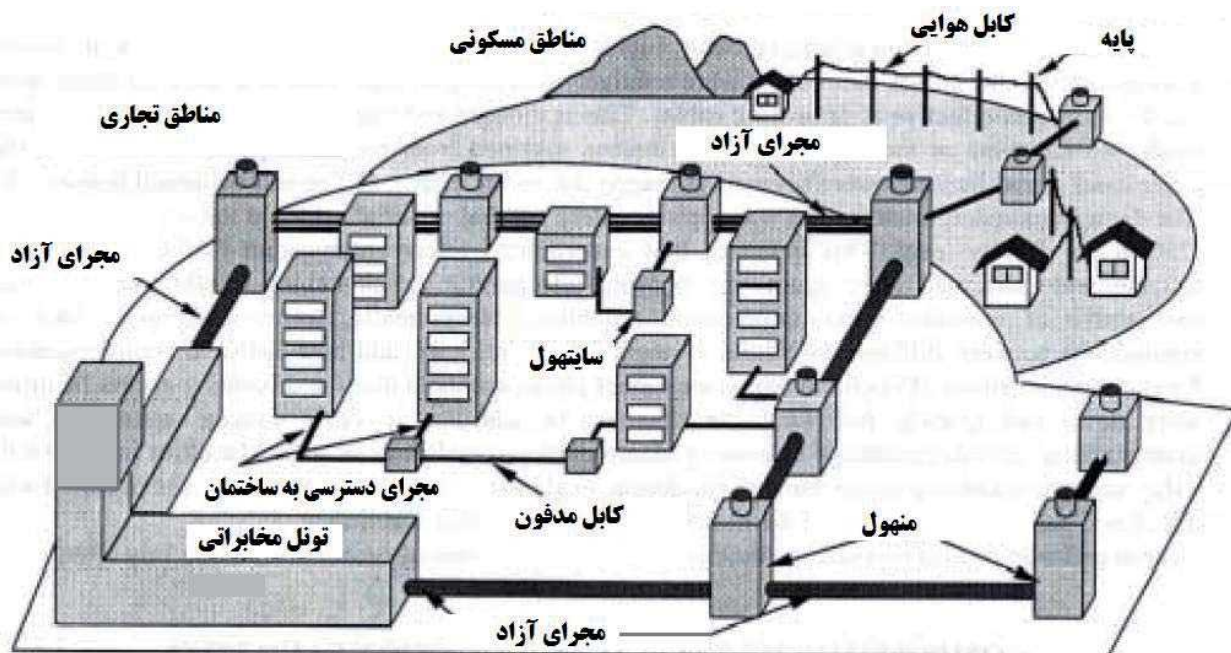 کابل هوایی
پایه
مناطق مسکونی
مناطق تجاری
مجرای آزاد
مجرای آزاد
سایتهول
مجرای دسترسی به ساختمان
کابل مدفون
تونل مخابراتی
منهول
مجرای آزاد